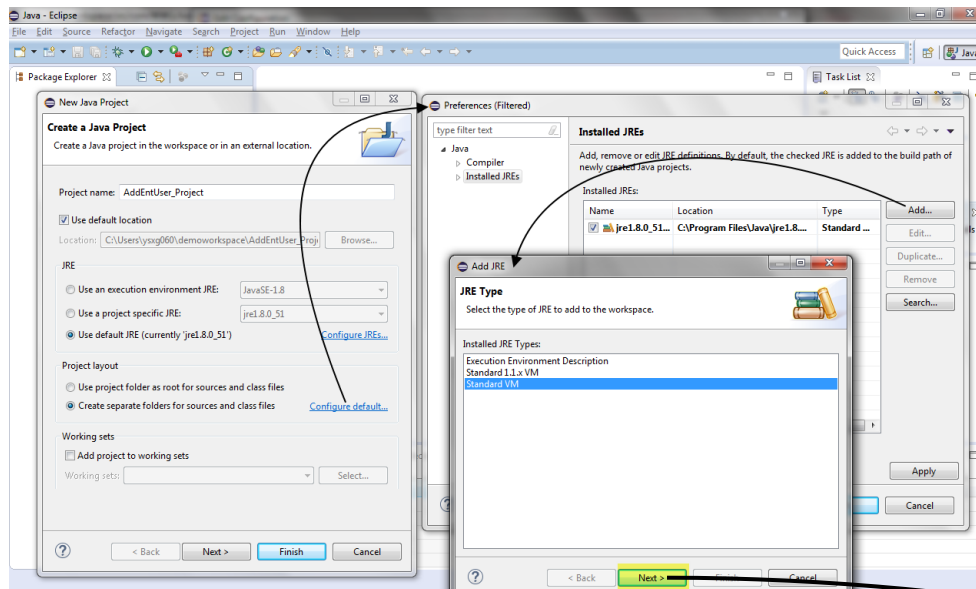 Java - Eclipse
File Edit Source Refactor Navigate Search Project Run Window Help
Quick Access
Java
Package Explorer
Task List
New Java Project
Create a Java Project
Create a Java project in the workspace or in an external location.
Project name: AddEntUser_Project
Use default location
Location: C:\Users\ysxg060\demoworkspace\AddEntUser_Proj Browse...
JRE
Use an execution environment JRE: JavaSE-1.8
Use a project specific JRE: jre1.8.0_51
Use default JRE (currently 'jre1.8.0_51') Configure JREs...
Project layout
Use project folder as root for sources and class files
Create separate folders for sources and class files Configure default...
Working sets
Add project to working sets
Working sets: Select...
? < Back Next > Finish Cancel
Preferences (Filtered)
type filter text
Java
Compiler
Installed JREs
Installed JREs
Add, remove or edit JRE definitions. By default, the checked JRE is added to the build path of
newly created Java projects.
Installed JREs:
Name Location Type
jre1.8.0_51... C:\Program Files\Java\jre1.8.... Standard ...
Add...
Edit...
Duplicate...
Remove
Search...
Apply
Cancel
Add JRE
JRE Type
Select the type of JRE to add to the workspace.
Installed JRE Types:
Execution Environment Description
Standard 1.1.x VM
Standard VM
? < Back Next > Finish Cancel